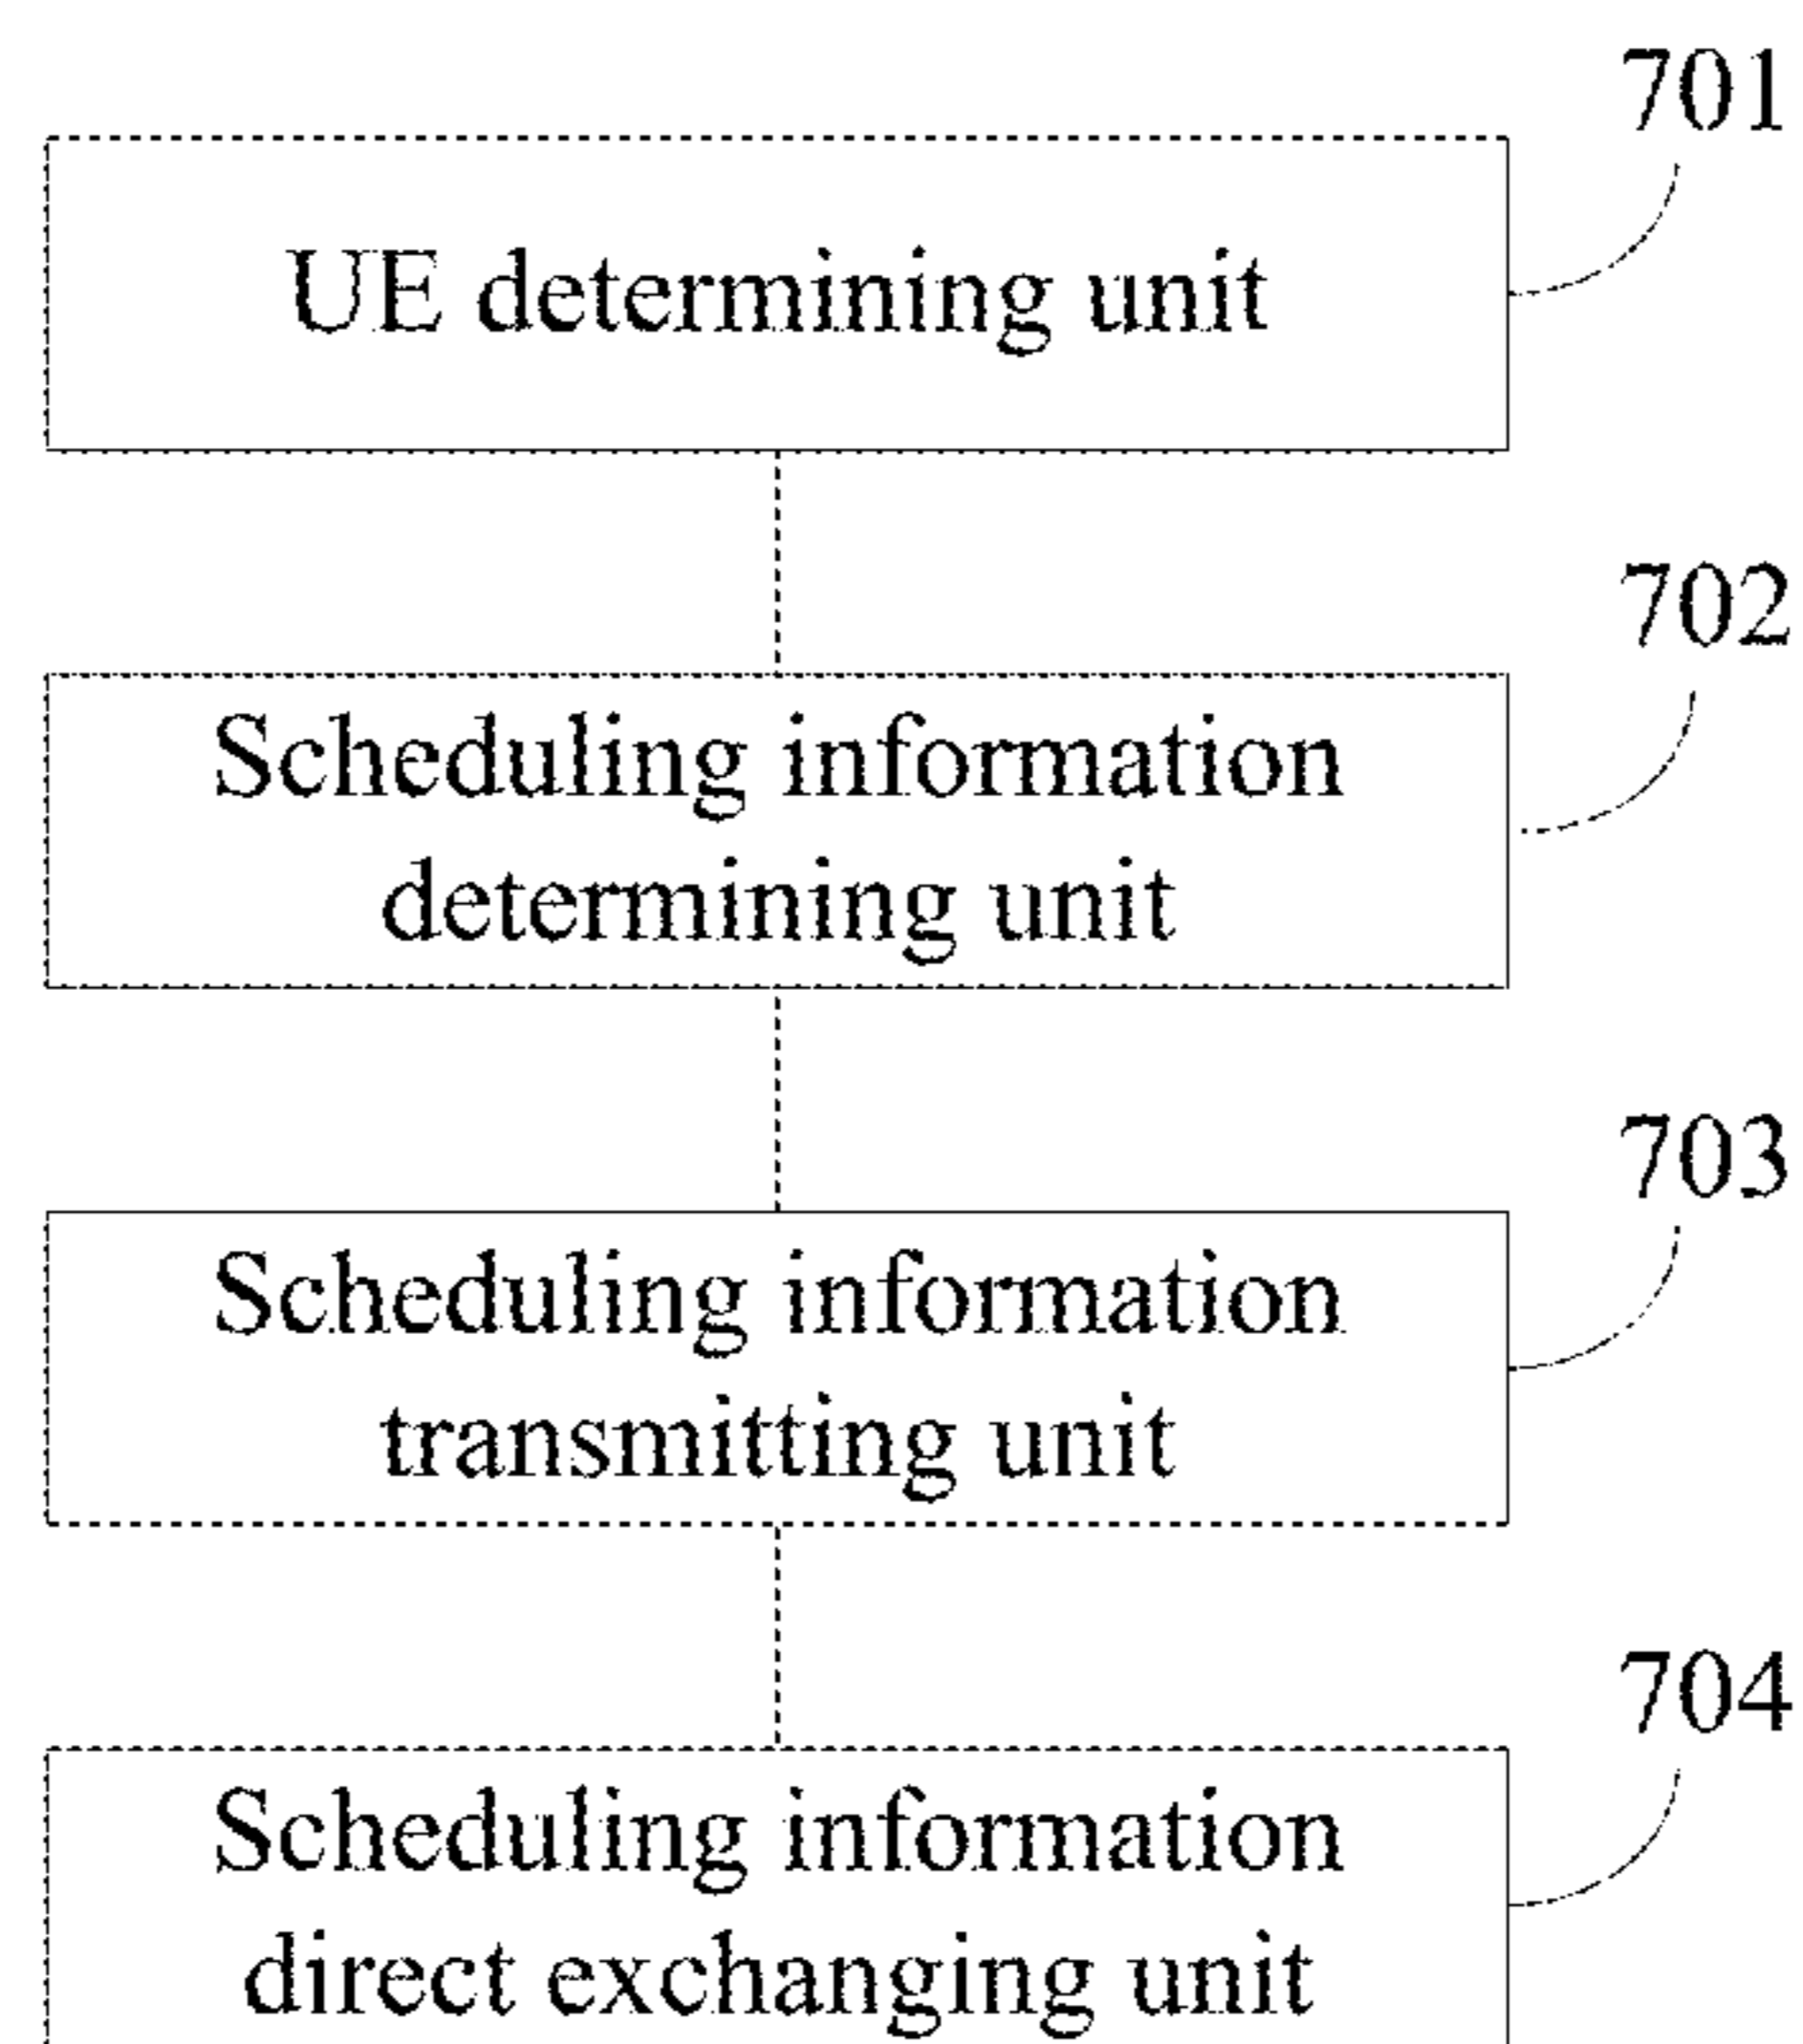 701
UE determining unit
702
Scheduling information
determining unit
703
Scheduling information
transmitting unit
704
Scheduling information
direct exchanging unit